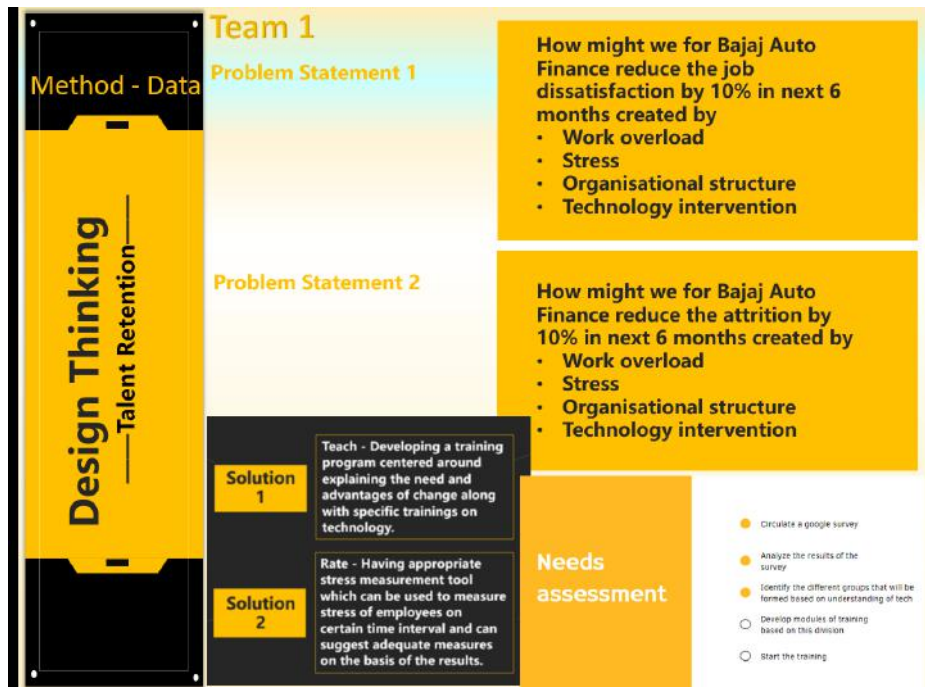 Method - Data
Design Thinking
Talent Retention
Team 1
Problem Statement 1
How might we for Bajaj Auto
Finance reduce the job
dissatisfaction by 10% in next 6
months created by
• Work overload
• Stress
• Organisational structure
• Technology intervention
Problem Statement 2
How might we for Bajaj Auto
Finance reduce the attrition by
10% in next 6 months created by
• Work overload
• Stress
• Organisational structure
• Technology intervention
Solution
1
Teach - Developing a training
program centered around
explaining the need and
advantages of change along
with specific trainings on
technology.
Solution
2
Rate - Having appropriate
stress measurement tool
which can be used to measure
stress of employees on
certain time interval and can
suggest adequate measures
on the basis of the results.
Needs
assessment
Circulate a google survey
Analyze the results of the
survey
Identify the different groups that will be
formed based on understanding of tech
Develop modules of training
based on this division
Start the training